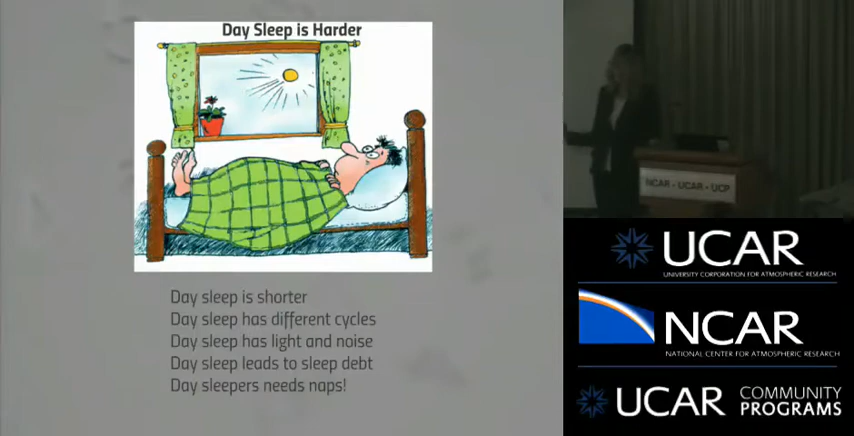 Day Sleep is Harder
Day sleep is shorter
Day sleep has different cycles
Day sleep has light and noise
Day sleep leads to sleep debt
Day sleepers needs naps!
NCAR - UCAR - UCP
UCAR
UNIVERSITY CORPORATION FOR ATMOSPHERIC RESEARCH
NCAR
NATIONAL CENTER FOR ATMOSPHERIC RESEARCH
UCAR COMMUNITY
PROGRAMS